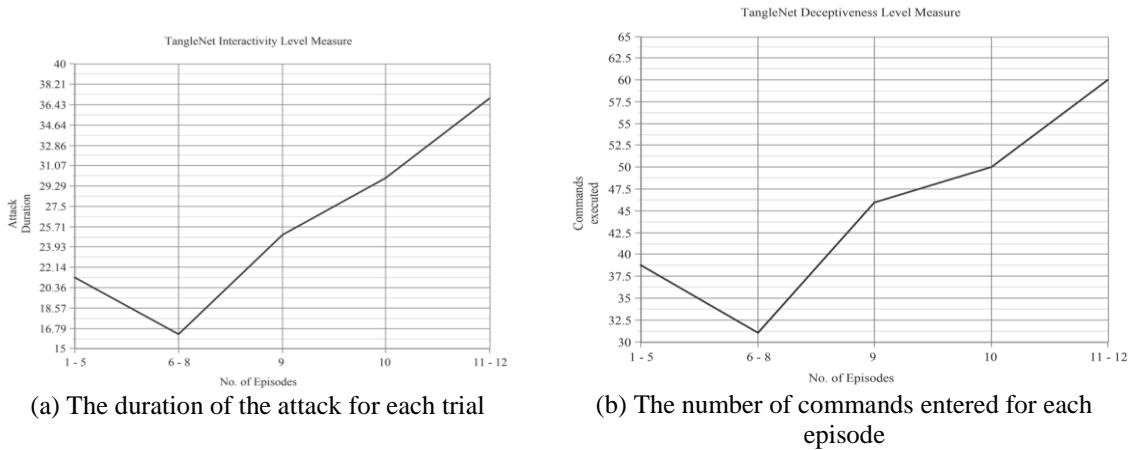 TangleNet Interactivity Level Measure
40
38.21
36.43
34.64
32.86
31.07
29.29
27.5
25.71
23.93
22.14
20.36
18.57
16.79
15
Attack
Duration
1 - 5
6 - 8
9
10
11 - 12
No. of Episodes
(a) The duration of the attack for each trial
TangleNet Deceptiveness Level Measure
65
62.5
60
57.5
55
52.5
50
47.5
45
42.5
40
37.5
35
32.5
30
Commands
executed
1 - 5
6 - 8
9
10
11 - 12
No. of Episodes
(b) The number of commands entered for each
episode